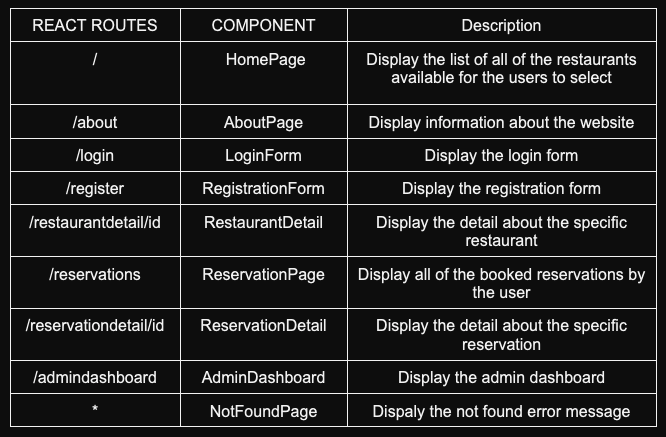 REACT ROUTES COMPONENT Description
/ HomePage Display the list of all of the restaurants
available for the users to select
/about AboutPage Display information about the website
/login LoginForm Display the login form
/register RegistrationForm Display the registration form
/restaurantdetail/id RestaurantDetail Display the detail about the specific
restaurant
/reservations ReservationPage Display all of the booked reservations by
the user
/reservationdetail/id ReservationDetail Display the detail about the specific
reservation
/admindashboard AdminDashboard Display the admin dashboard
* NotFoundPage Dispaly the not found error message